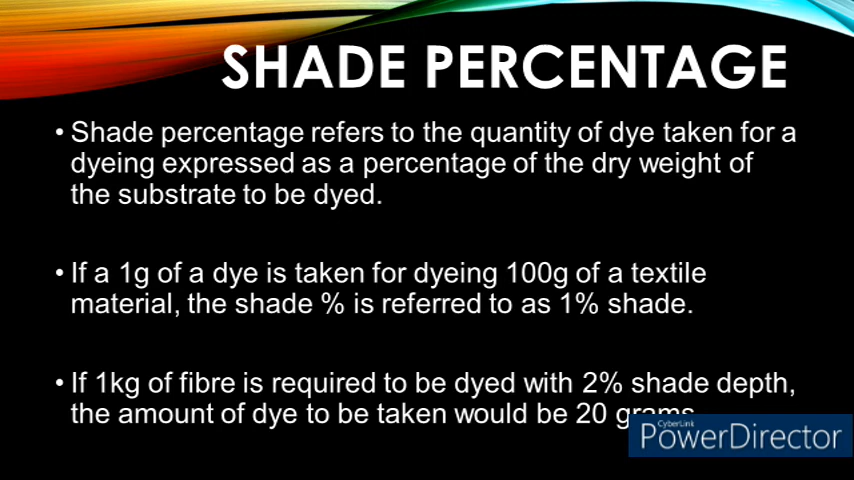 SHADE PERCENTAGE
• Shade percentage refers to the quantity of dye taken for a
dyeing expressed as a percentage of the dry weight of
the substrate to be dyed.
• If a 1g of a dye is taken for dyeing 100g of a textile
material, the shade % is referred to as 1% shade.
• If 1kg of fibre is required to be dyed with 2% shade depth,
the amount of dye to be taken would be 20 grams
CyberLink
PowerDirector